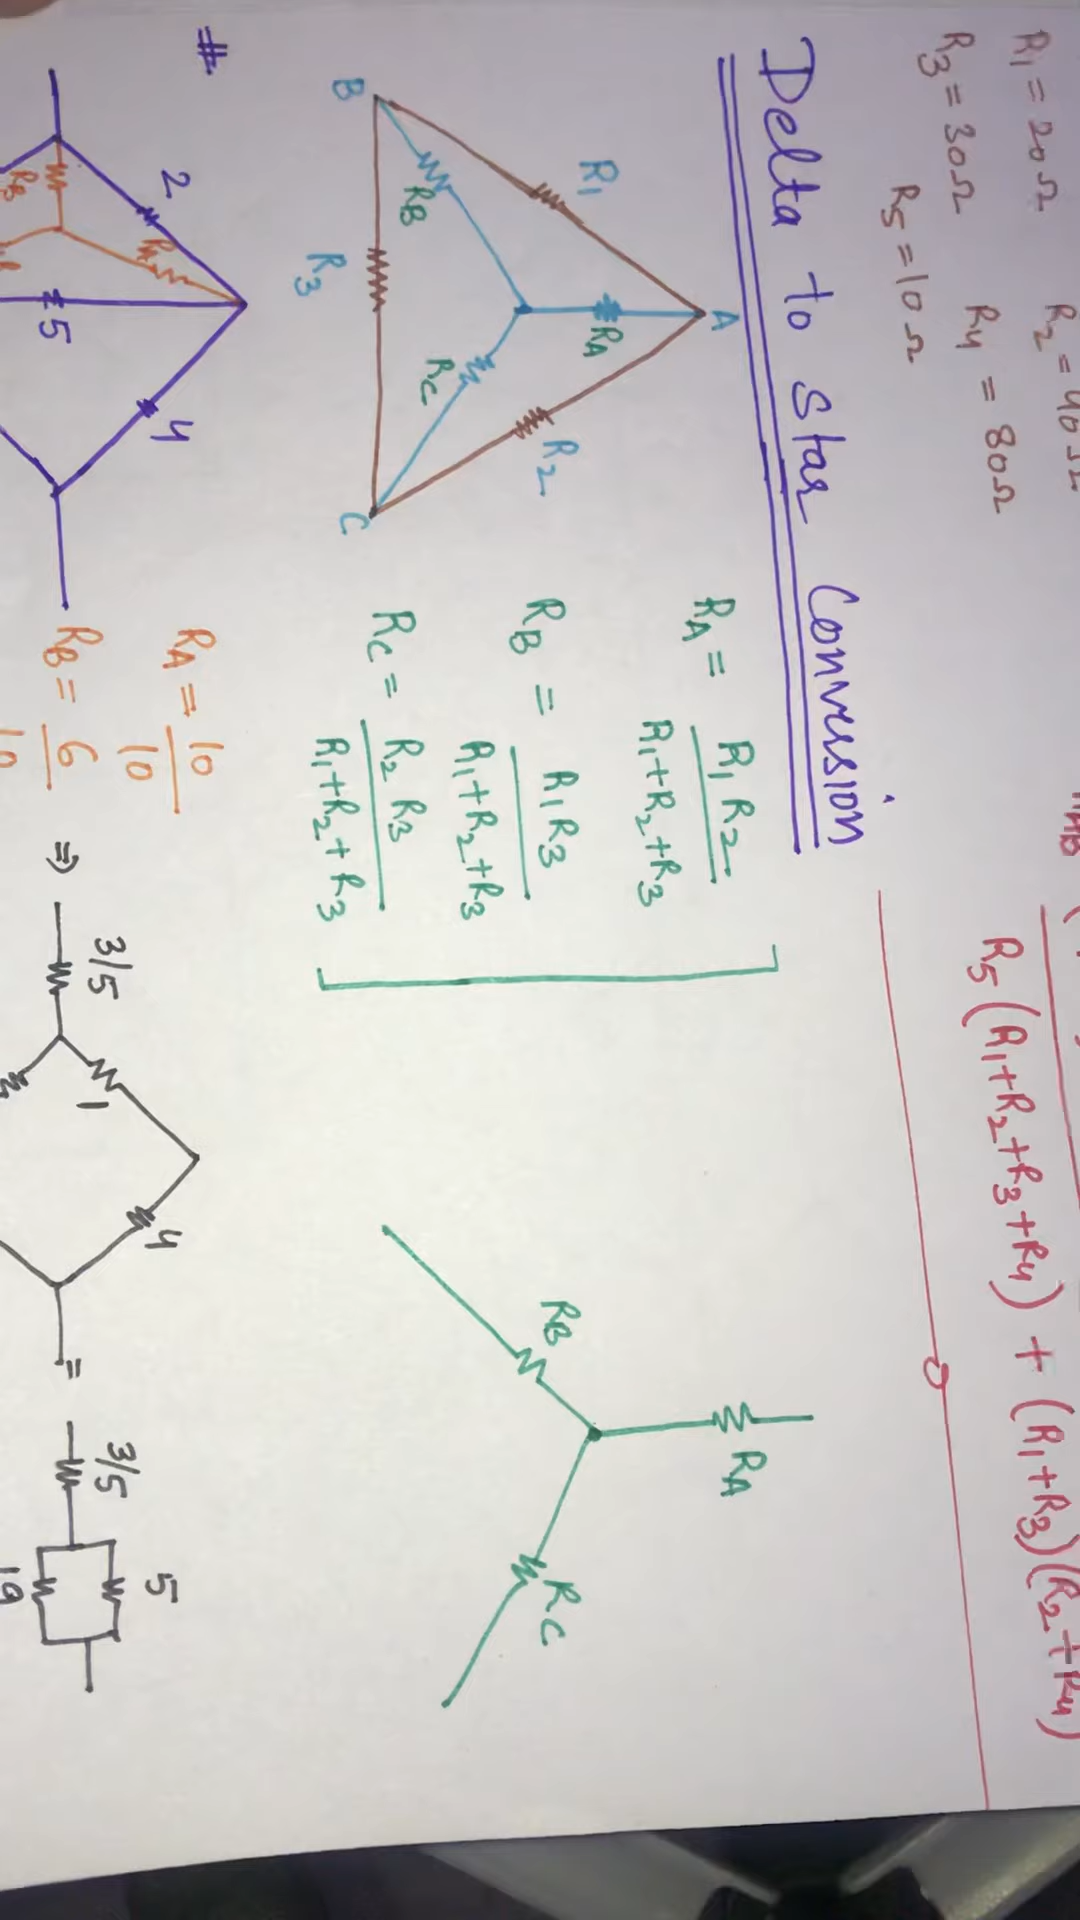 R1 = 20Ω R2 = 40Ω
R3 = 30Ω R4 = 80Ω
R5 = 10Ω
R5(R1+R2+R3+R4) + (R1+R3)(R2+R4)
Delta to Star Conversion
A
R1
R2
RA
RB
RC
B
C
R3
RA = R1 R2 / R1+R2+R3
RB = R1 R3 / R1+R2+R3
RC = R2 R3 / R1+R2+R3
RA
RB
RC
#
2
4
RB
5
RA = 10/10
RB = 6/10
⇒
3/5
1
4
=
3/5
5
19